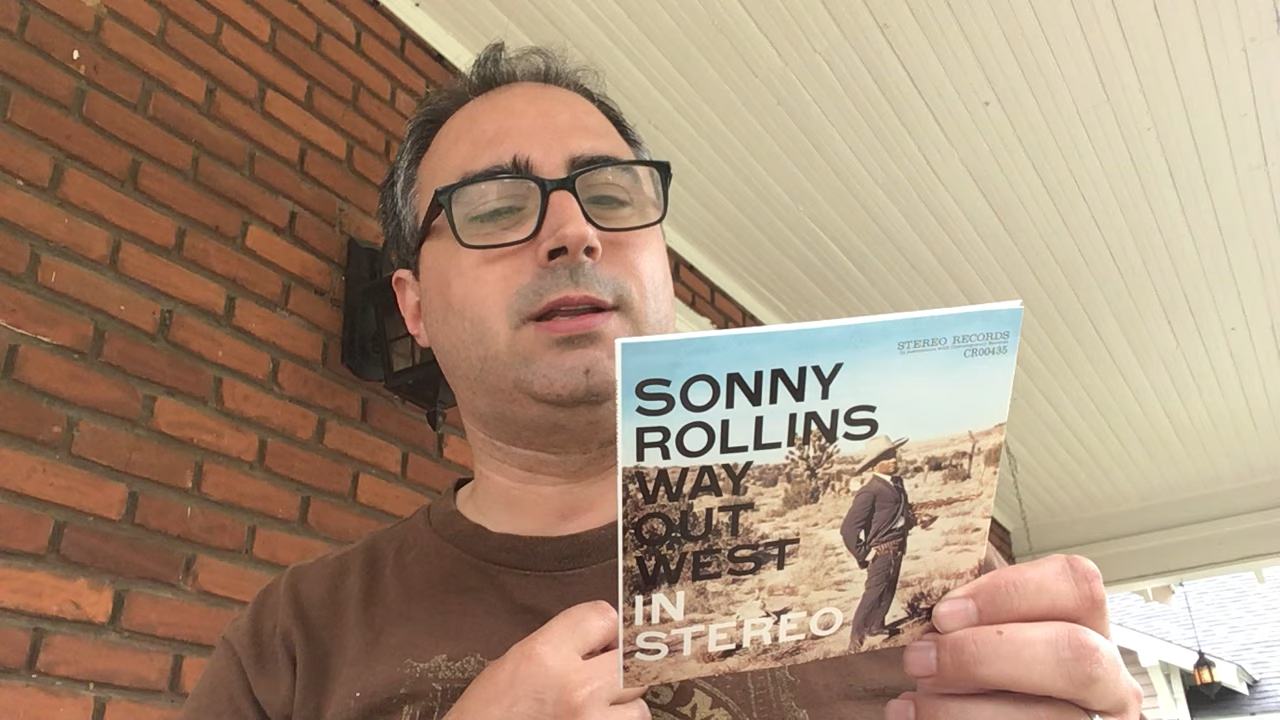 STEREO RECORDS
CR00435
SONNY
ROLLINS
WAY
OUT
WEST
IN
STEREO